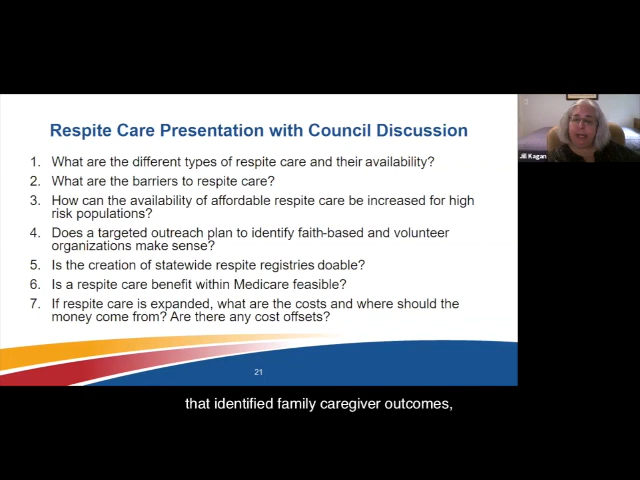 Respite Care Presentation with Council Discussion
1. What are the different types of respite care and their availability?
2. What are the barriers to respite care?
3. How can the availability of affordable respite care be increased for high
risk populations?
4. Does a targeted outreach plan to identify faith-based and volunteer
organizations make sense?
5. Is the creation of statewide respite registries doable?
6. Is a respite care benefit within Medicare feasible?
7. If respite care is expanded, what are the costs and where should the
money come from? Are there any cost offsets?
21
Jill Kagan
that identified family caregiver outcomes,